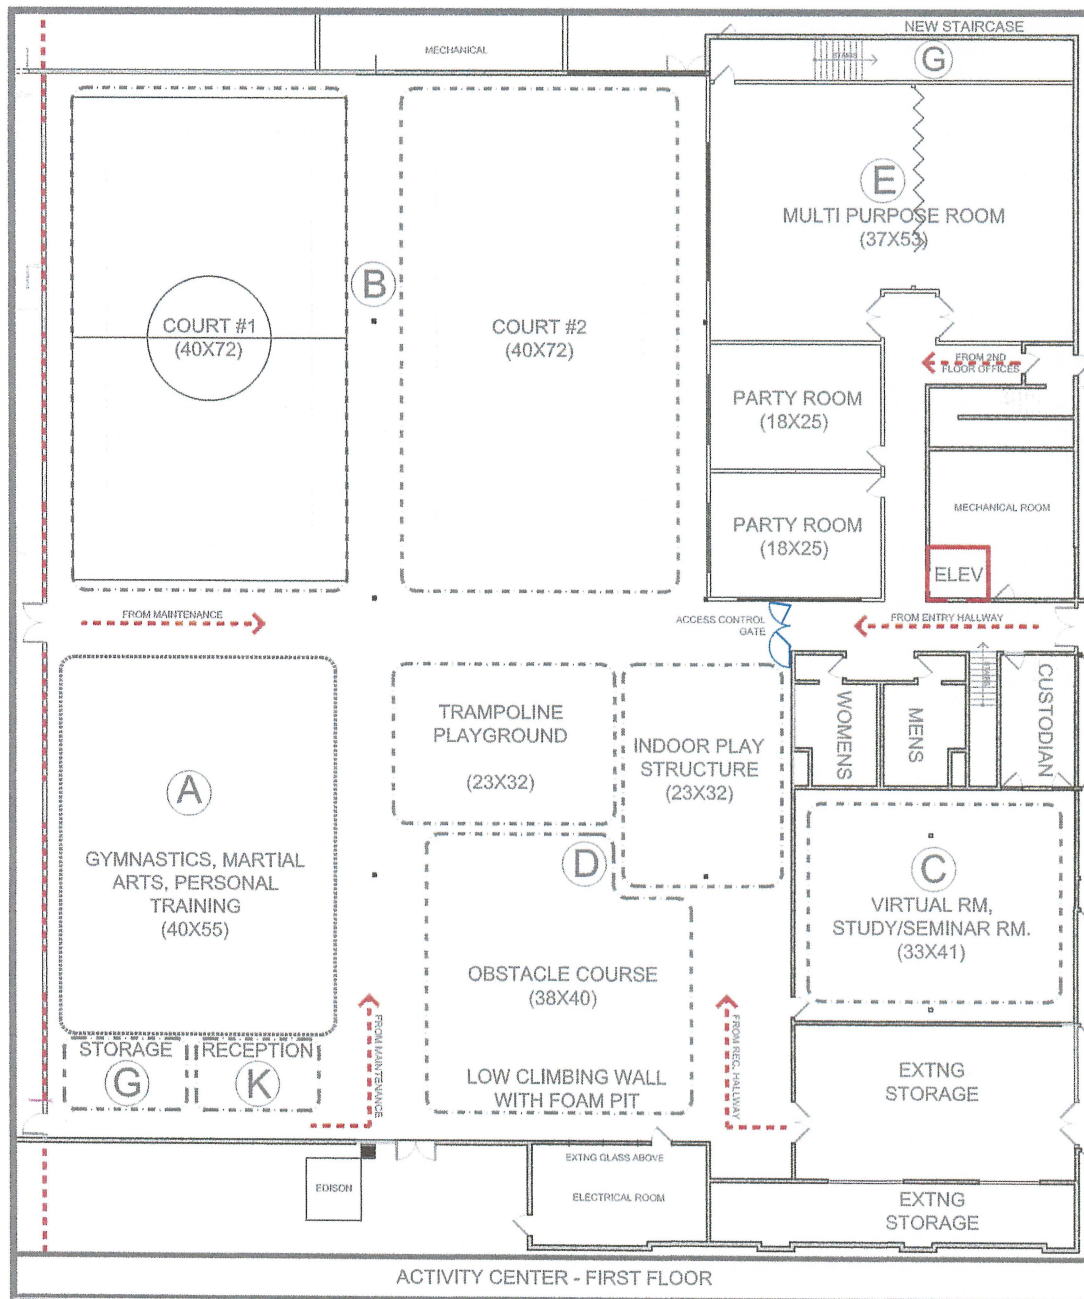 NEW STAIRCASE
MECHANICAL
STAIRS
G
E
MULTI PURPOSE ROOM
(37X53)
B
COURT #1
(40X72)
COURT #2
(40X72)
FROM 2ND
FLOOR OFFICES
PARTY ROOM
(18X25)
MECHANICAL ROOM
PARTY ROOM
(18X25)
ELEV
FROM MAINTENANCE
ACCESS CONTROL
GATE
FROM ENTRY HALLWAY
TRAMPOLINE
PLAYGROUND
(23X32)
INDOOR PLAY
STRUCTURE
(23X32)
WOMENS
MENS
STAIRS
CUSTODIAN
A
GYMNASTICS, MARTIAL
ARTS, PERSONAL
TRAINING
(40X55)
D
C
VIRTUAL RM,
STUDY/SEMINAR RM.
(33X41)
OBSTACLE COURSE
(38X40)
FROM MAINTENANCE
FROM REC. HALLWAY
STORAGE
G
RECEPTION
K
LOW CLIMBING WALL
WITH FOAM PIT
EXTNG
STORAGE
EXTNG GLASS ABOVE
EDISON
ELECTRICAL ROOM
EXTNG
STORAGE
ACTIVITY CENTER - FIRST FLOOR